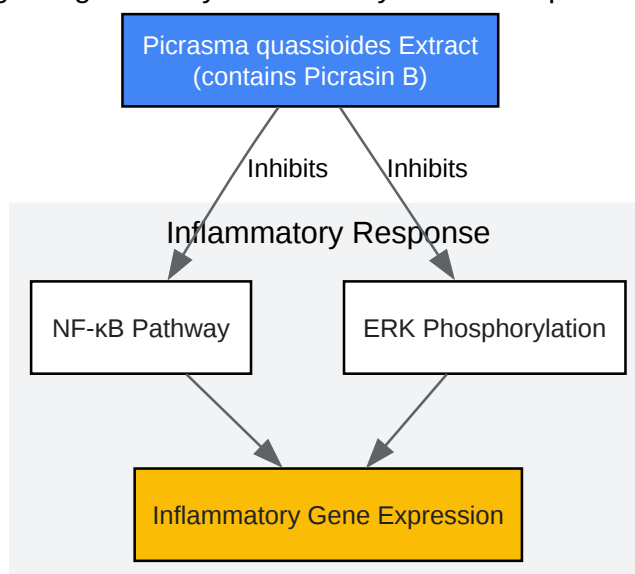 Picrasma quassioides Extract
(contains Picrasin B)
Inhibits
Inhibits
Inflammatory Response
NF-κB Pathway
ERK Phosphorylation
Inflammatory Gene Expression